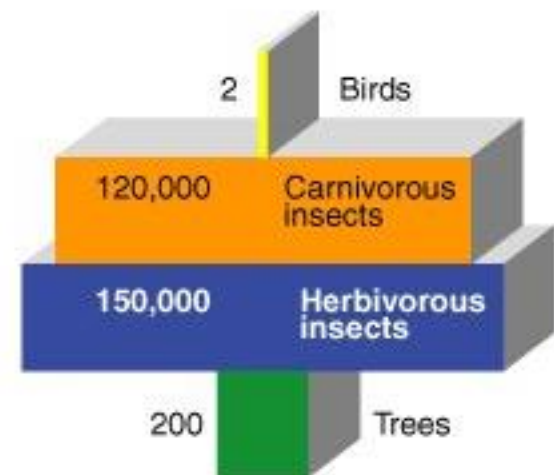 2 Birds
120,000 Carnivorous
insects
150,000 Herbivorous
insects
200 Trees